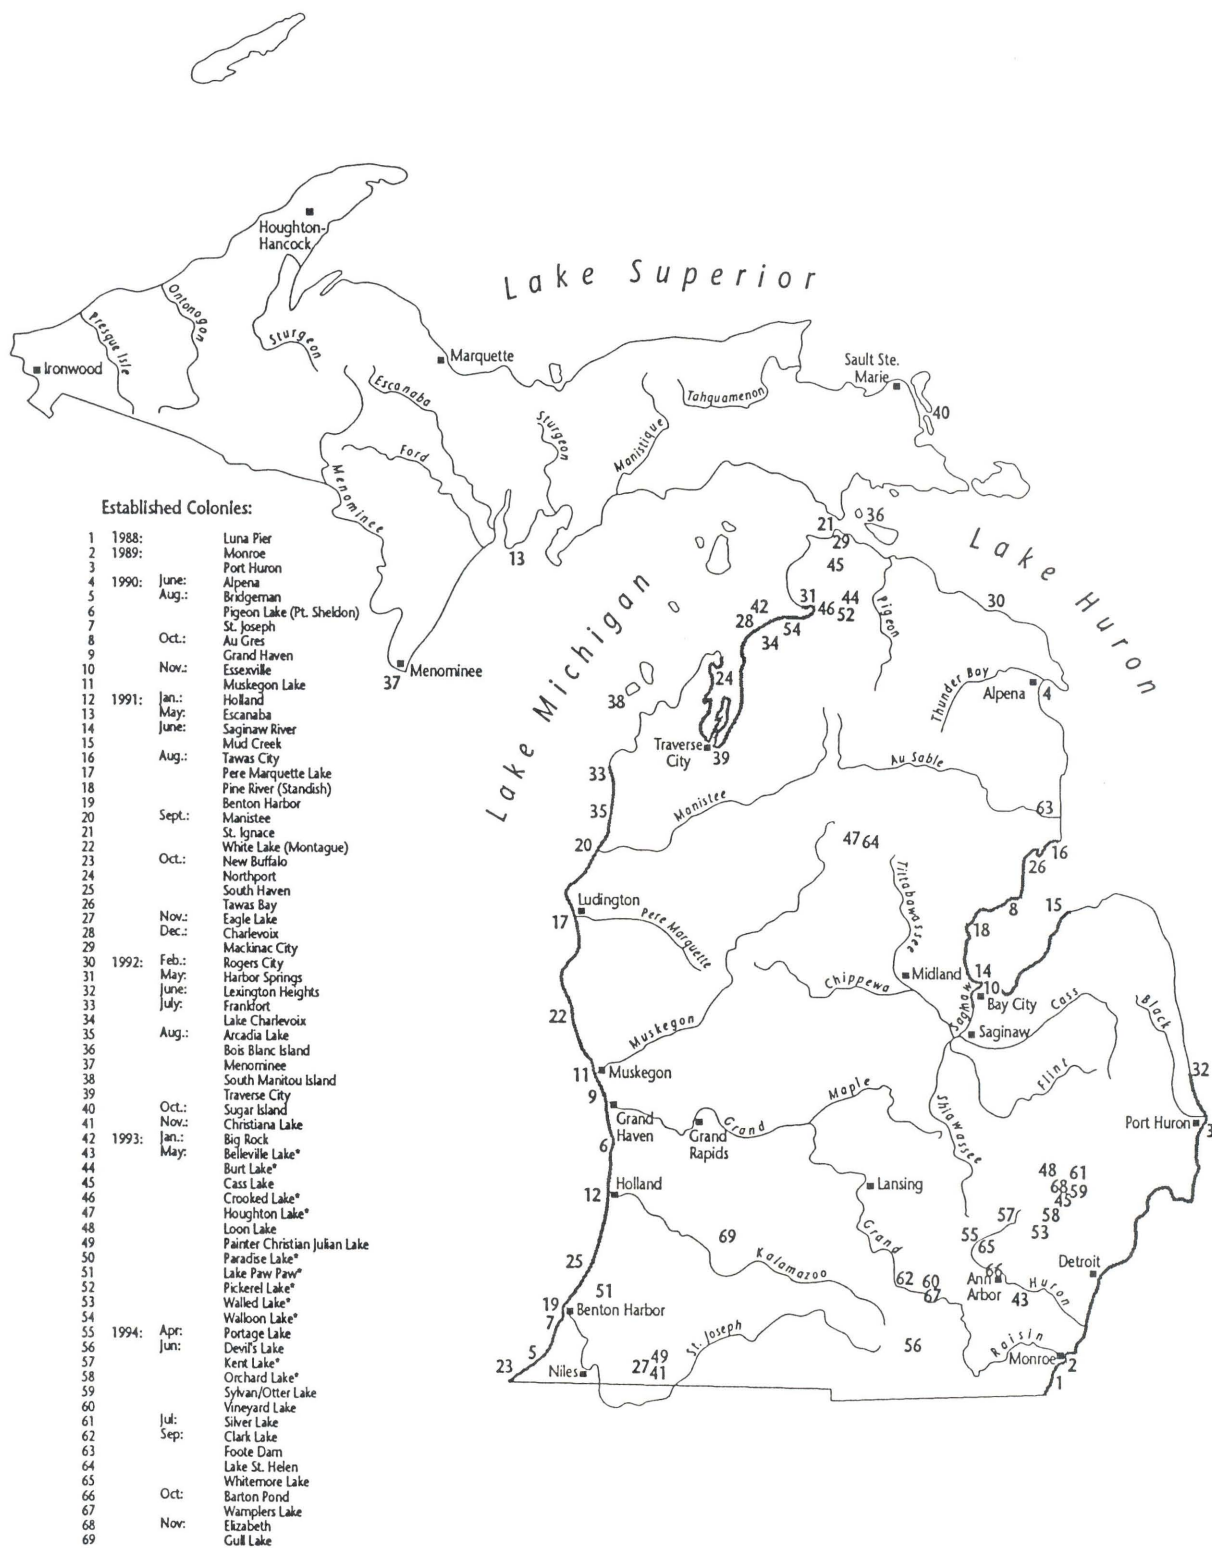 Houghton-
Hancock
Lake Superior
Ontonogon
Presque Isle
Sturgeon
Ironwood
Marquette
Sault Ste.
Marie
Escanaba
Tahquamenon
40
Sturgeon
Manistique
Ford
Menominee
21
36
29
13
45
Lake Huron
Lake Michigan
31
46
44
52
42
28
34
54
Pigeon
30
Menominee
37
24
38
Thunder Bay
Alpena
4
Traverse
City
39
Au Sable
33
Manistee
35
63
20
47
64
16
26
Tittabawassee
Ludington
17
Pere Marquette
8
15
18
Midland
14
10
Bay City
Chippewa
Saginaw
Cass
Black
Saginaw
22
Muskegon
Flint
32
11
Muskegon
Maple
Shiawassee
9
Grand
Haven
Grand
Rapids
Grand
Port Huron
3
6
48
61
Holland
12
Lansing
68
59
45
57
58
69
Grand
55
65
53
25
Kalamazoo
Detroit
62
60
67
66
Ann
Arbor
43
Huron
51
19
Benton Harbor
7
St. Joseph
56
Raisin
5
49
27
41
Monroe
2
23
Niles
1
Established Colonies:
1 1988: Luna Pier
2 1989: Monroe
3 Port Huron
4 1990: June: Alpena
5 Aug.: Bridgeman
6 Pigeon Lake (Pt. Sheldon)
7 St. Joseph
8 Oct.: Au Gres
9 Grand Haven
10 Nov.: Essexville
11 Muskegon Lake
12 1991: Jan.: Holland
13 May: Escanaba
14 June: Saginaw River
15 Mud Creek
16 Aug.: Tawas City
17 Pere Marquette Lake
18 Pine River (Standish)
19 Benton Harbor
20 Sept.: Manistee
21 St. Ignace
22 White Lake (Montague)
23 Oct.: New Buffalo
24 Northport
25 South Haven
26 Tawas Bay
27 Nov.: Eagle Lake
28 Dec.: Charlevoix
29 Mackinac City
30 1992: Feb.: Rogers City
31 May: Harbor Springs
32 June: Lexington Heights
33 July: Frankfort
34 Lake Charlevoix
35 Aug.: Arcadia Lake
36 Bois Blanc Island
37 Menominee
38 South Manitou Island
39 Traverse City
40 Oct.: Sugar Island
41 Nov.: Christiana Lake
42 1993: Jan.: Big Rock
43 May: Belleville Lake*
44 Burt Lake*
45 Cass Lake
46 Crooked Lake*
47 Houghton Lake*
48 Loon Lake
49 Painter Christian Julian Lake
50 Paradise Lake*
51 Lake Paw Paw*
52 Pickerel Lake*
53 Walled Lake*
54 Walloon Lake*
55 1994: Apr: Portage Lake
56 Jun: Devil's Lake
57 Kent Lake*
58 Orchard Lake*
59 Sylvan/Otter Lake
60 Vineyard Lake
61 Jul: Silver Lake
62 Sep: Clark Lake
63 Foote Dam
64 Lake St. Helen
65 Whitemore Lake
66 Oct: Barton Pond
67 Wamplers Lake
68 Nov: Elizabeth
69 Gull Lake